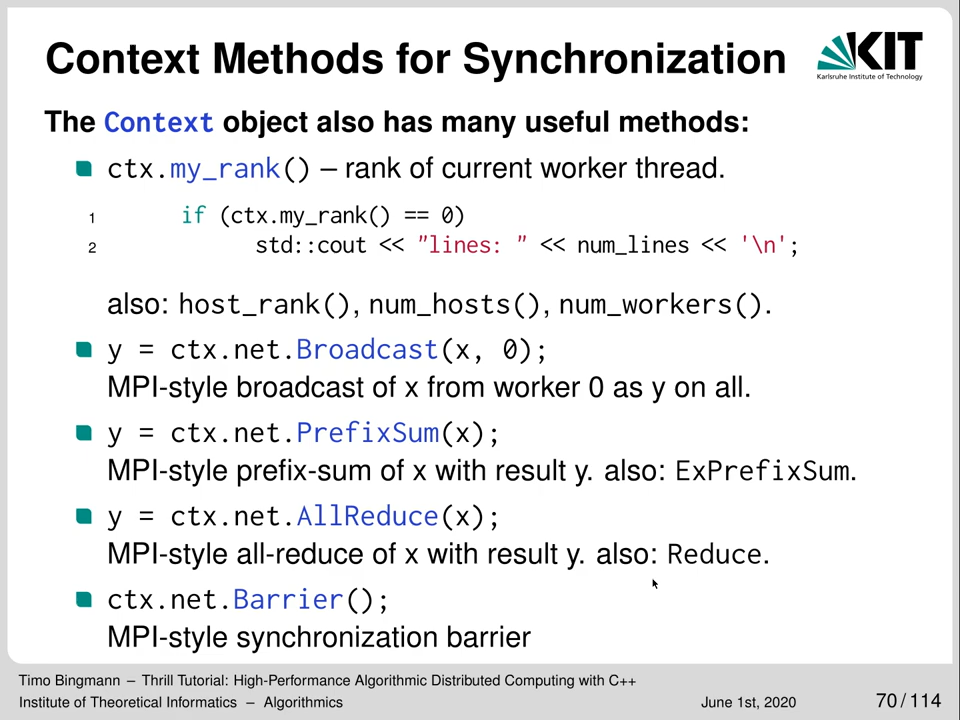 Context Methods for Synchronization
KIT
Karlsruhe Institute of Technology
The Context object also has many useful methods:
ctx.my_rank() – rank of current worker thread.
1 if (ctx.my_rank() == 0)
2 std::cout << "lines: " << num_lines << '\n';
also: host_rank(), num_hosts(), num_workers().
y = ctx.net.Broadcast(x, 0);
MPI-style broadcast of x from worker 0 as y on all.
y = ctx.net.PrefixSum(x);
MPI-style prefix-sum of x with result y. also: ExPrefixSum.
y = ctx.net.AllReduce(x);
MPI-style all-reduce of x with result y. also: Reduce.
ctx.net.Barrier();
MPI-style synchronization barrier
Timo Bingmann – Thrill Tutorial: High-Performance Algorithmic Distributed Computing with C++
Institute of Theoretical Informatics – Algorithmics June 1st, 2020 70 / 114